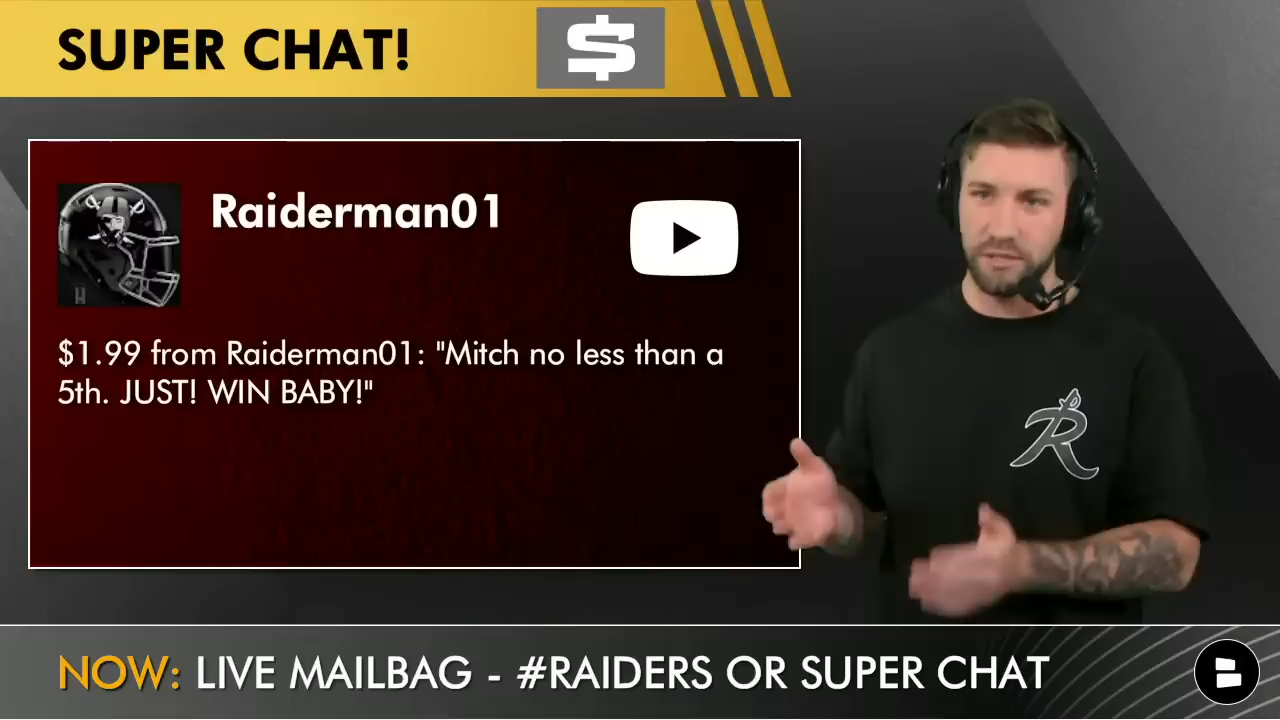 SUPER CHAT!
$
Raiderman01
$1.99 from Raiderman01: "Mitch no less than a
5th. JUST! WIN BABY!"
R
NOW: LIVE MAILBAG - #RAIDERS OR SUPER CHAT